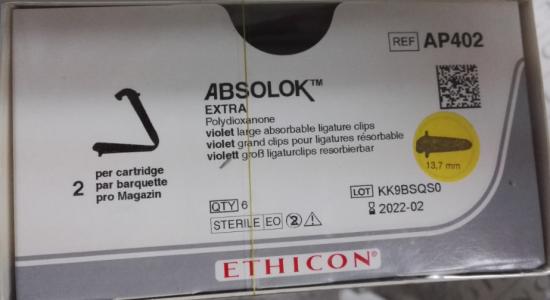 REF AP402
ABSOLOK™
EXTRA
Polydioxanone
violet large absorbable ligature clips
violet grand clips pour ligatures résorbable
violett groß ligaturclips resorbierbar
13,7 mm
2 per cartridge
par barquette
pro Magazin
LOT KK9BSQS0
2022-02
QTY 6
STERILE EO 2
ETHICON™